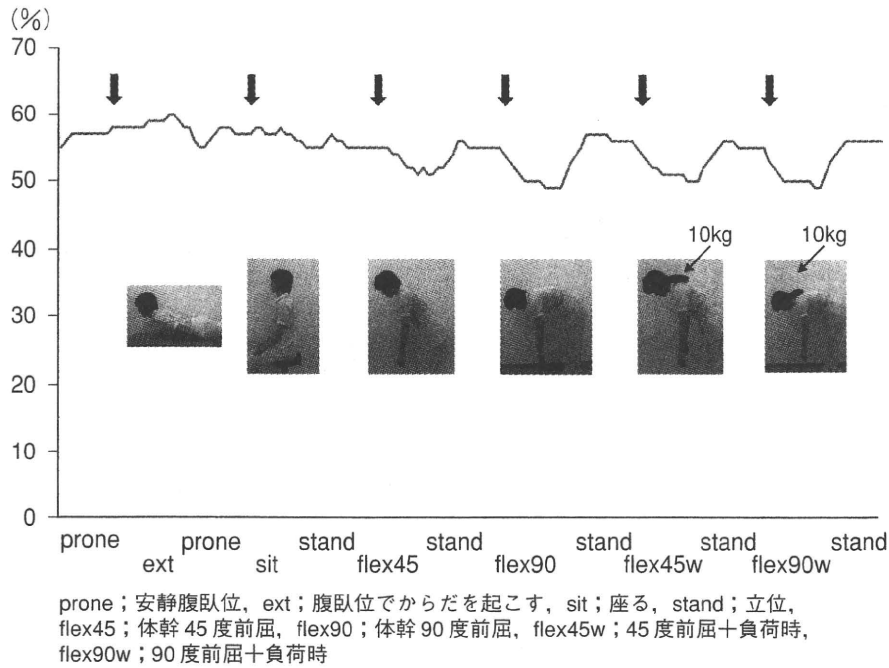 (%)
70
60
50
40
30
20
10
0
10kg
10kg
prone
ext
prone
sit
stand
flex45
stand
flex90
stand
flex45w
stand
flex90w
stand
prone；安静腹臥位，ext；腹臥位でからだを起こす，sit；座る，stand；立位，
flex45；体幹 45 度前屈，flex90；体幹 90 度前屈，flex45w；45 度前屈十負荷時，
flex90w；90 度前屈十負荷時